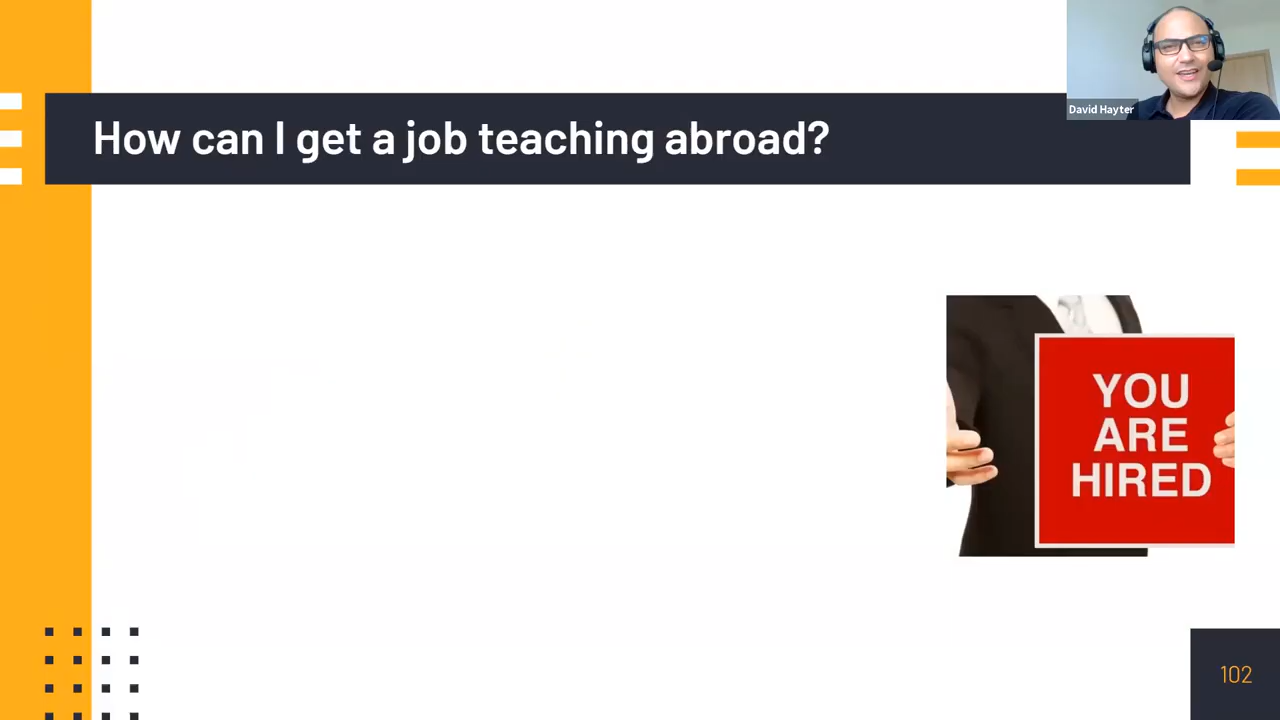 How can I get a job teaching abroad?
David Hayter
YOU
ARE
HIRED
102